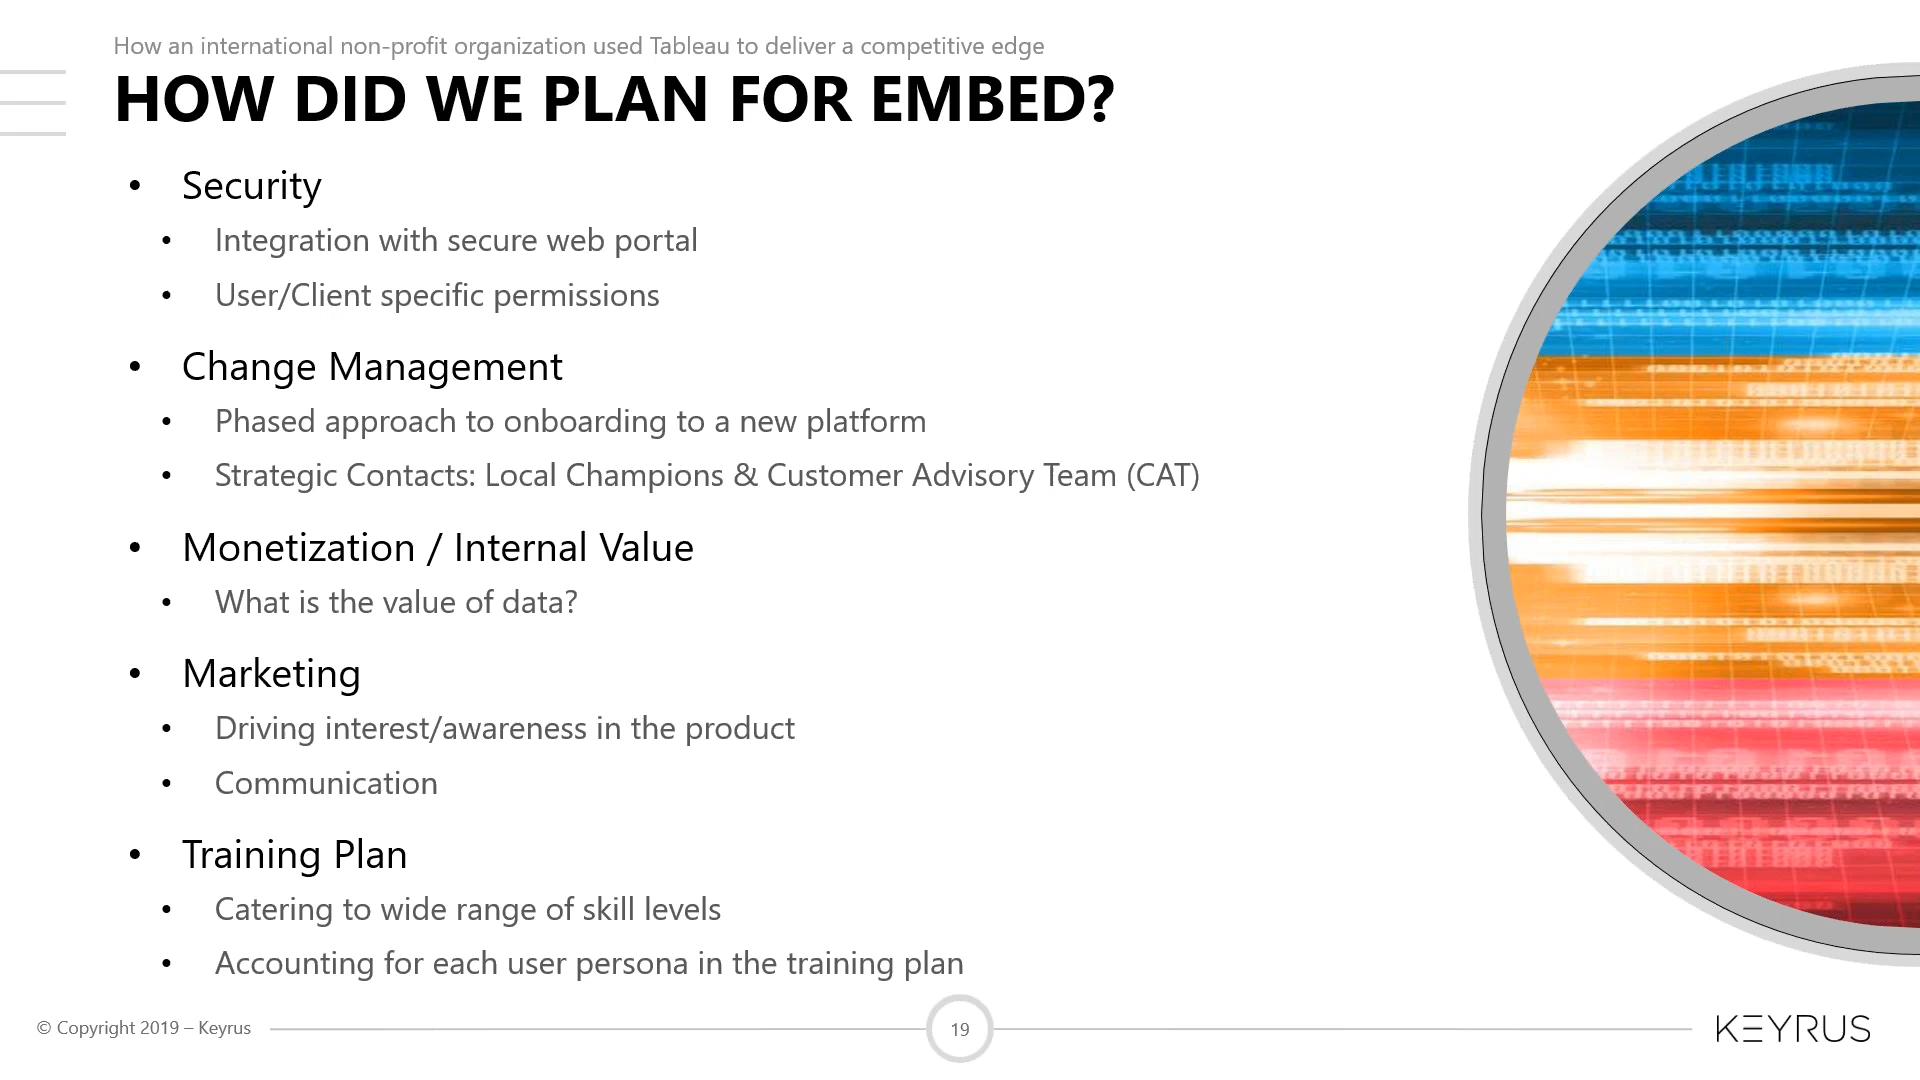 How an international non-profit organization used Tableau to deliver a competitive edge
HOW DID WE PLAN FOR EMBED?
• Security
• Integration with secure web portal
• User/Client specific permissions
• Change Management
• Phased approach to onboarding to a new platform
• Strategic Contacts: Local Champions & Customer Advisory Team (CAT)
• Monetization / Internal Value
• What is the value of data?
• Marketing
• Driving interest/awareness in the product
• Communication
• Training Plan
• Catering to wide range of skill levels
• Accounting for each user persona in the training plan
© Copyright 2019 – Keyrus
19
KEYRUS